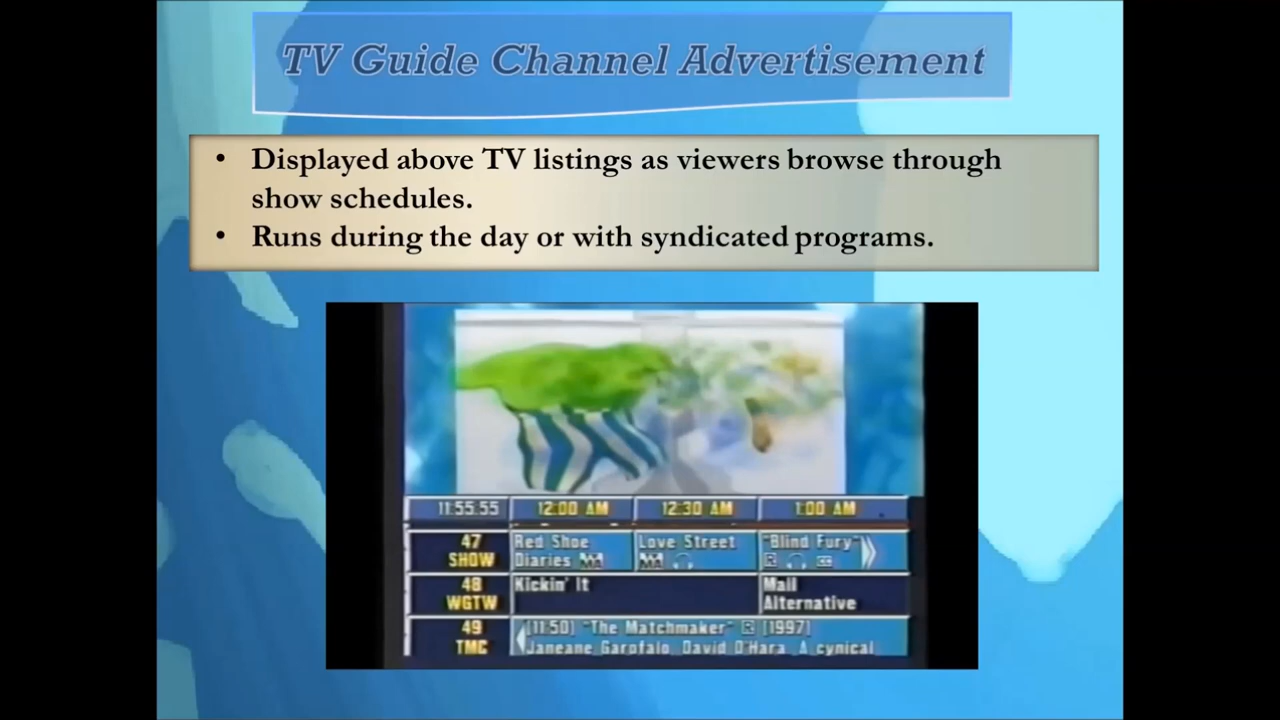 TV Guide Channel Advertisement
• Displayed above TV listings as viewers browse through
show schedules.
• Runs during the day or with syndicated programs.
11:55:55 12:00 AM 12:30 AM 1:00 AM
47 Red Shoe Love Street "Blind Fury"
SHOW Diaries R CC
48 Kickin' It Mall
WGTW Alternative
49 (11:50) "The Matchmaker" R (1997)
TMC Janeane Garofalo, David O'Hara. A cynical